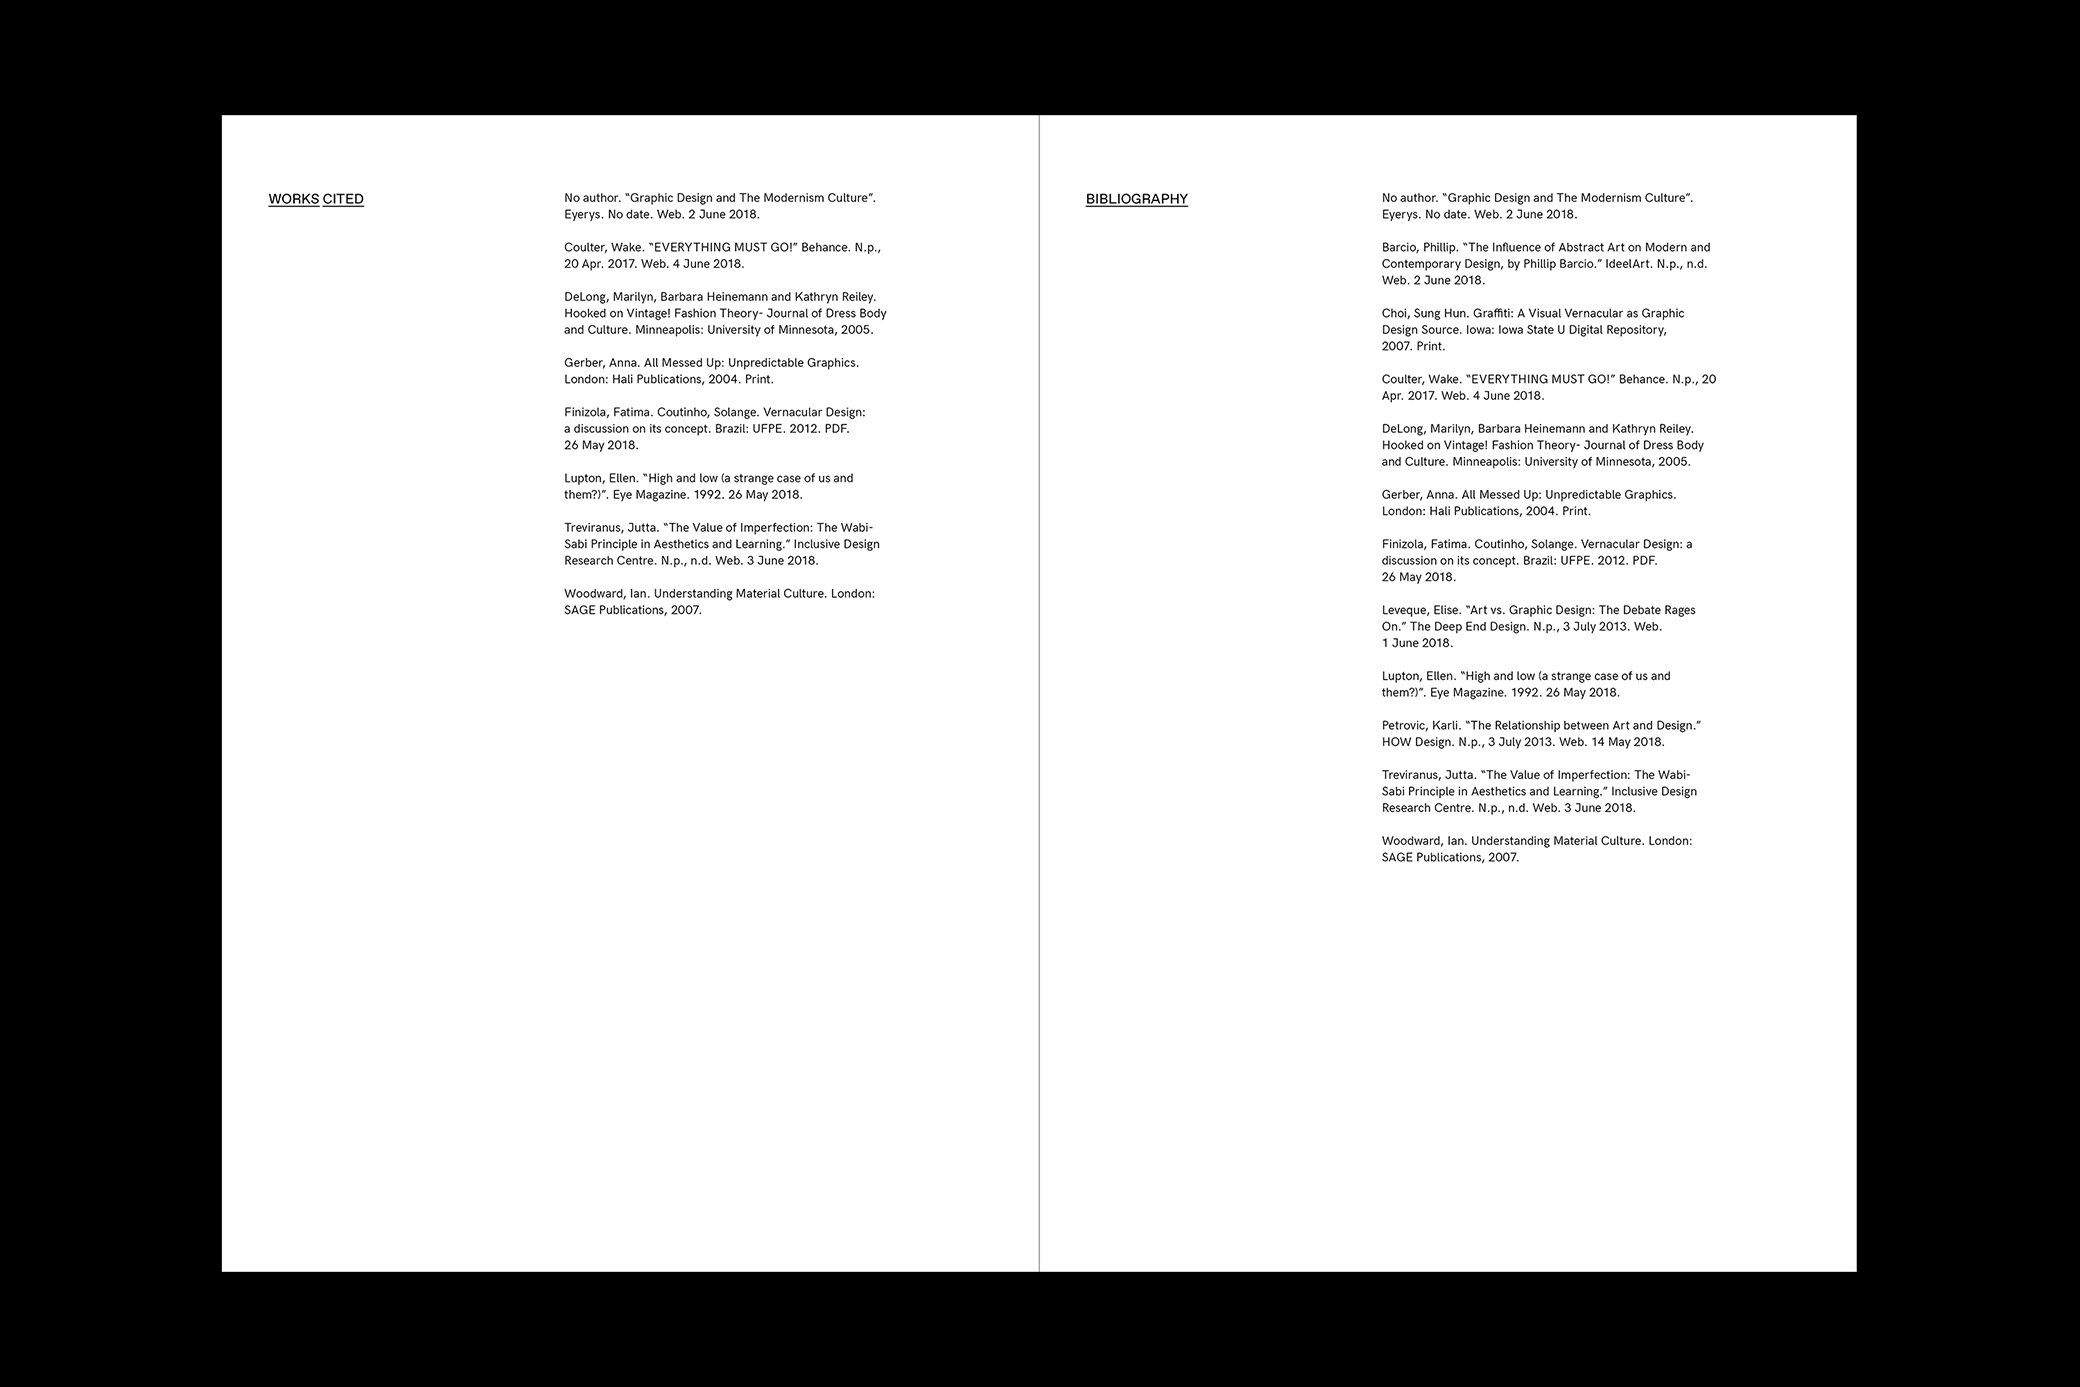 WORKS CITED
No author. “Graphic Design and The Modernism Culture”.
Eyerys. No date. Web. 2 June 2018.
Coulter, Wake. “EVERYTHING MUST GO!” Behance. N.p.,
20 Apr. 2017. Web. 4 June 2018.
DeLong, Marilyn, Barbara Heinemann and Kathryn Reiley.
Hooked on Vintage! Fashion Theory- Journal of Dress Body
and Culture. Minneapolis: University of Minnesota, 2005.
Gerber, Anna. All Messed Up: Unpredictable Graphics.
London: Hali Publications, 2004. Print.
Finizola, Fatima. Coutinho, Solange. Vernacular Design:
a discussion on its concept. Brazil: UFPE. 2012. PDF.
26 May 2018.
Lupton, Ellen. “High and low (a strange case of us and
them?)”. Eye Magazine. 1992. 26 May 2018.
Treviranus, Jutta. “The Value of Imperfection: The Wabi-
Sabi Principle in Aesthetics and Learning.” Inclusive Design
Research Centre. N.p., n.d. Web. 3 June 2018.
Woodward, Ian. Understanding Material Culture. London:
SAGE Publications, 2007.
BIBLIOGRAPHY
No author. “Graphic Design and The Modernism Culture”.
Eyerys. No date. Web. 2 June 2018.
Barcio, Phillip. “The Influence of Abstract Art on Modern and
Contemporary Design, by Phillip Barcio.” IdeelArt. N.p., n.d.
Web. 2 June 2018.
Choi, Sung Hun. Graffiti: A Visual Vernacular as Graphic
Design Source. Iowa: Iowa State U Digital Repository,
2007. Print.
Coulter, Wake. “EVERYTHING MUST GO!” Behance. N.p., 20
Apr. 2017. Web. 4 June 2018.
DeLong, Marilyn, Barbara Heinemann and Kathryn Reiley.
Hooked on Vintage! Fashion Theory- Journal of Dress Body
and Culture. Minneapolis: University of Minnesota, 2005.
Gerber, Anna. All Messed Up: Unpredictable Graphics.
London: Hali Publications, 2004. Print.
Finizola, Fatima. Coutinho, Solange. Vernacular Design: a
discussion on its concept. Brazil: UFPE. 2012. PDF.
26 May 2018.
Leveque, Elise. “Art vs. Graphic Design: The Debate Rages
On.” The Deep End Design. N.p., 3 July 2013. Web.
1 June 2018.
Lupton, Ellen. “High and low (a strange case of us and
them?)”. Eye Magazine. 1992. 26 May 2018.
Petrovic, Karli. “The Relationship between Art and Design.”
HOW Design. N.p., 3 July 2013. Web. 14 May 2018.
Treviranus, Jutta. “The Value of Imperfection: The Wabi-
Sabi Principle in Aesthetics and Learning.” Inclusive Design
Research Centre. N.p., n.d. Web. 3 June 2018.
Woodward, Ian. Understanding Material Culture. London:
SAGE Publications, 2007.